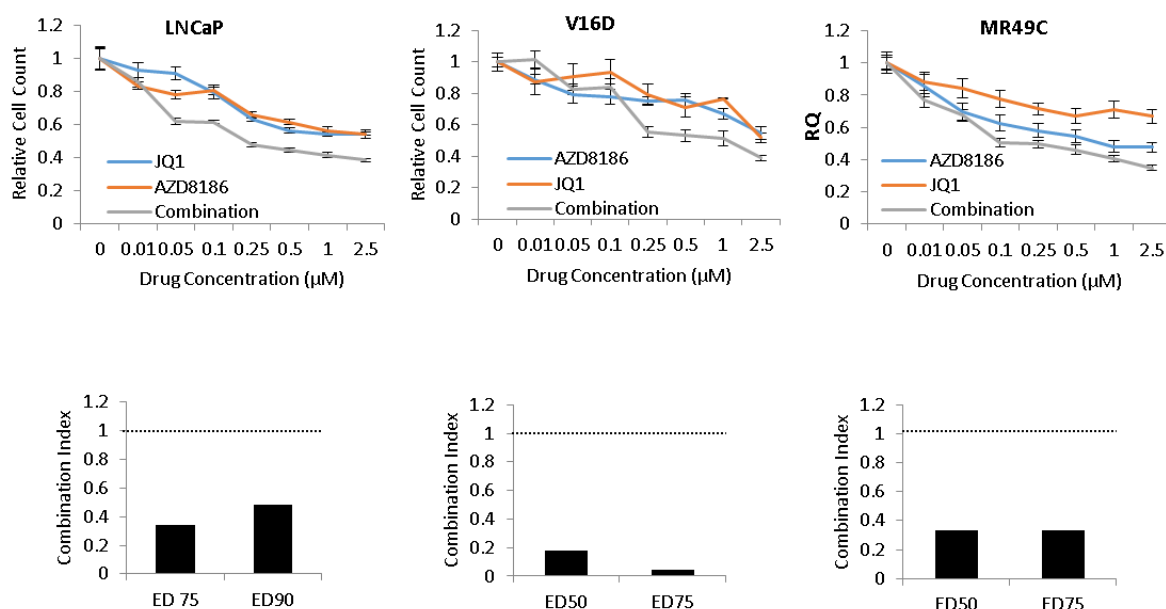 LNCaP
Relative Cell Count
1.2
1
0.8
0.6
0.4
0.2
0
JQ1
AZD8186
Combination
0 0.01 0.05 0.1 0.25 0.5 1 2.5
Drug Concentration (µM)
V16D
Relative Cell Count
1.2
1
0.8
0.6
0.4
0.2
0
AZD8186
JQ1
Combination
0 0.01 0.05 0.1 0.25 0.5 1 2.5
Drug Concentration (µM)
MR49C
RQ
1.2
1
0.8
0.6
0.4
0.2
0
AZD8186
JQ1
Combination
0 0.01 0.05 0.1 0.25 0.5 1 2.5
Drug Concentration (µM)
Combination Index
1.2
1
0.8
0.6
0.4
0.2
0
ED 75 ED90
Combination Index
1.2
1
0.8
0.6
0.4
0.2
0
ED50 ED75
Combination Index
1.2
1
0.8
0.6
0.4
0.2
0
ED50 ED75